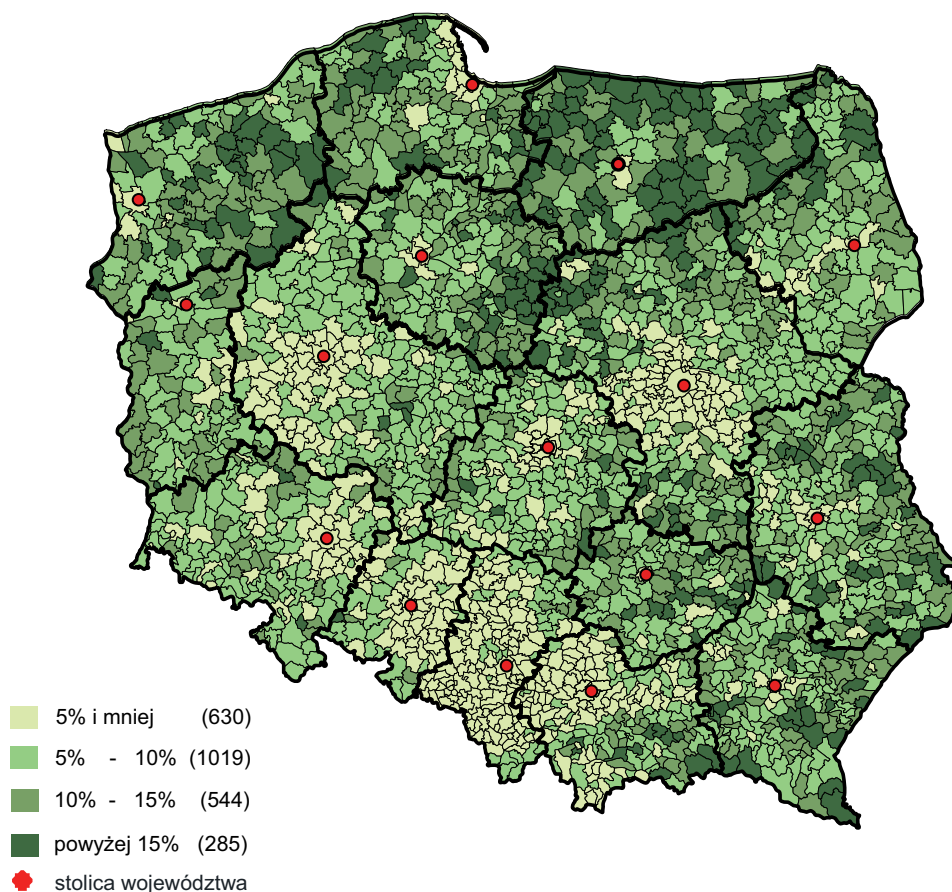 5% i mniej (630)
5% - 10% (1019)
10% - 15% (544)
powyżej 15% (285)
stolica województwa